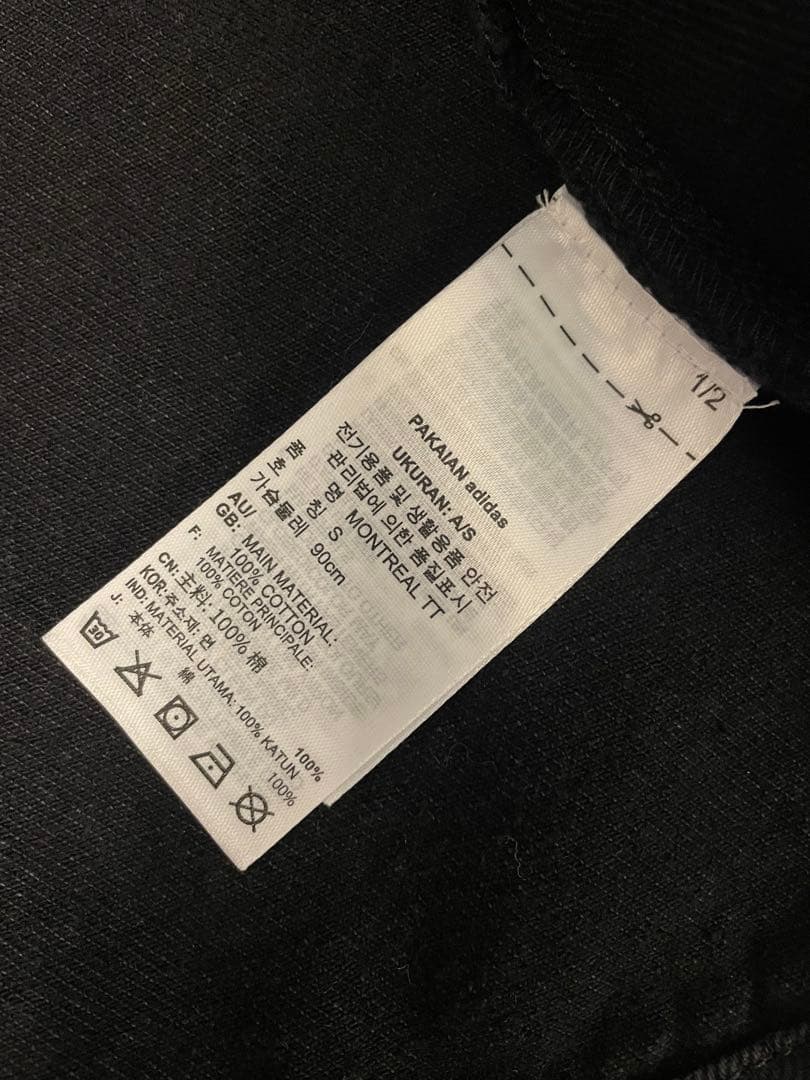 1/2
PAKAIAN adidas
UKURAN: A/S
전기용품 및 생활용품 안전
관리법에 의한 품질표시
품 명 MONTREAL TT
호 칭 S
가슴둘레 90cm
AU/
GB: MAIN MATERIAL:
100% COTTON
F: MATIERE PRINCIPALE:
100% COTON
CN: 主料: 100% 棉
KOR: 주소재: 면 100%
IND: MATERIAL UTAMA: 100% KATUN
J: 本体 綿 100%
30